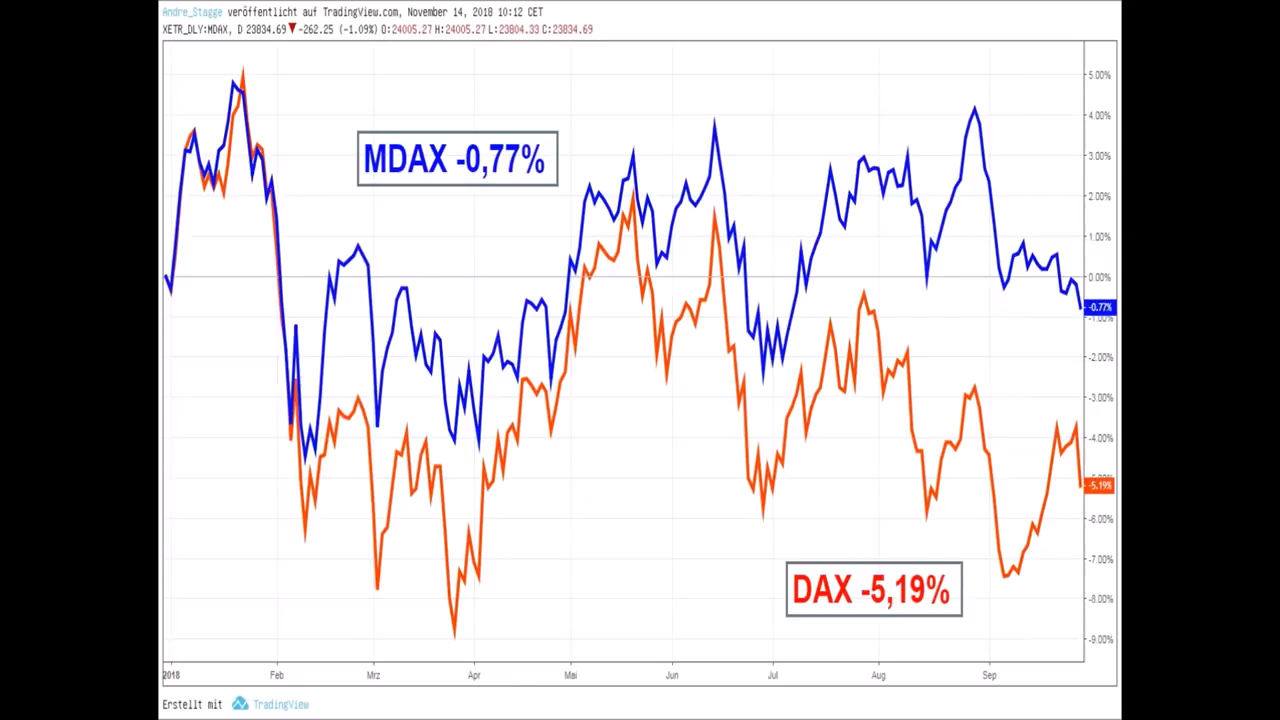 Andre_Stagge veröffentlicht auf TradingView.com, November 14, 2018 10:12 CET
XETR_DLY:MDAX, D 23834.69 ▼ -262.25 (-1.09%) O:24005.27 H:24005.27 L:23804.33 C:23834.69
5.00%
4.00%
MDAX -0,77%
3.00%
2.00%
1.00%
0.00%
-0.77%
-1.00%
-2.00%
-3.00%
-4.00%
-5.19%
-6.00%
-7.00%
DAX -5,19%
-8.00%
-9.00%
2018 Feb Mrz Apr Mai Jun Jul Aug Sep
Erstellt mit TradingView